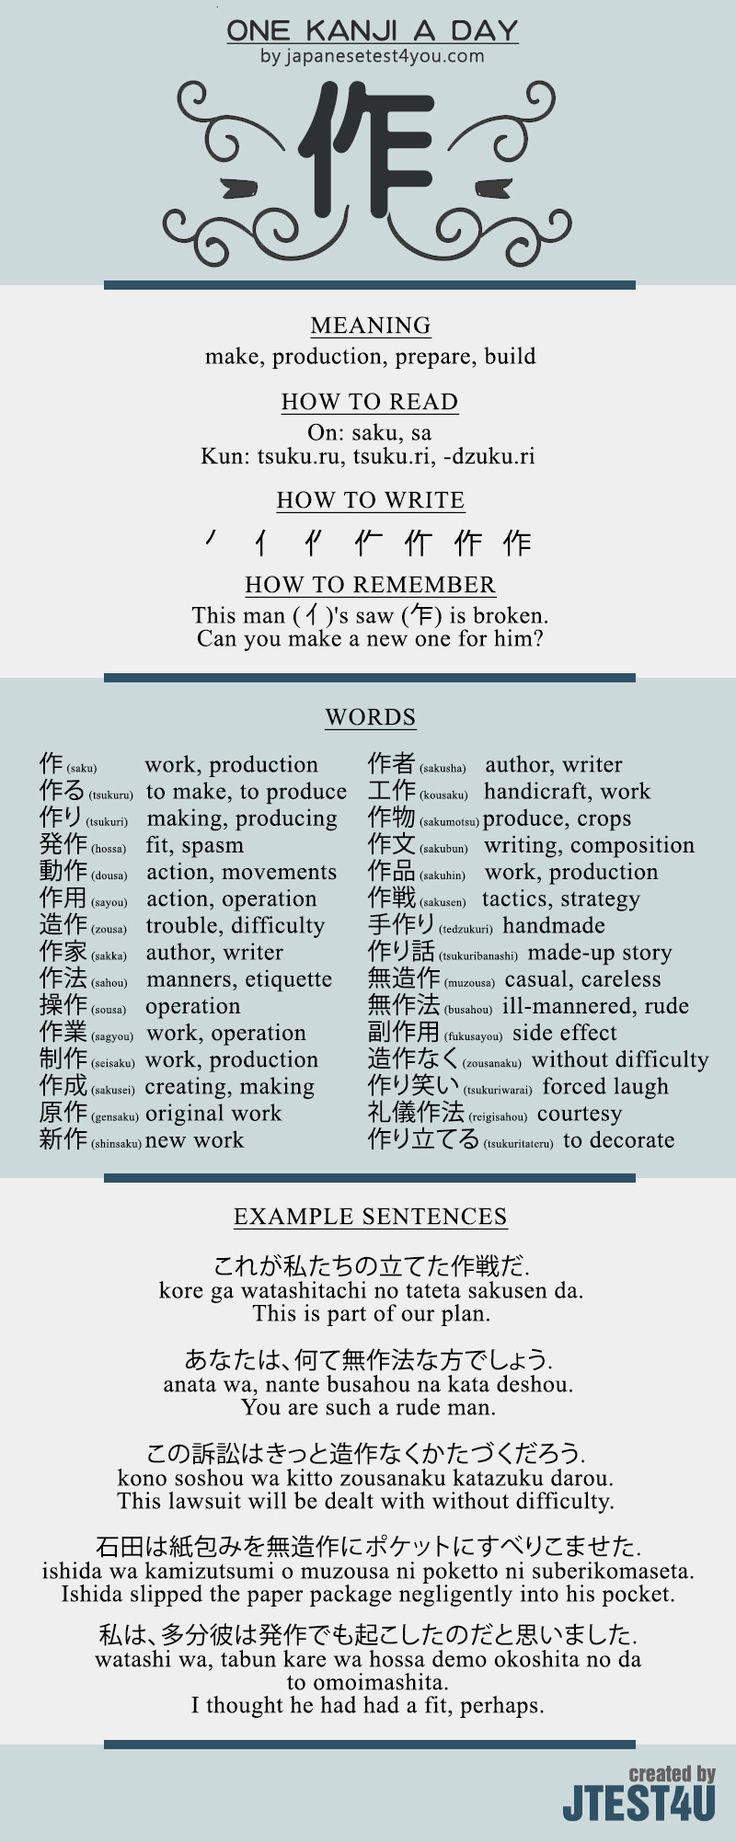 ONE KANJI A DAY
by japanesetest4you.com
作
MEANING
make, production, prepare, build
HOW TO READ
On: saku, sa
Kun: tsuku.ru, tsuku.ri, -dzuku.ri
HOW TO WRITE
作
HOW TO REMEMBER
This man (亻)'s saw (乍) is broken.
Can you make a new one for him?
WORDS
作 (saku) work, production
作る (tsukuru) to make, to produce
作り (tsukuri) making, producing
発作 (hossa) fit, spasm
動作 (dousa) action, movements
作用 (sayou) action, operation
造作 (zousa) trouble, difficulty
作家 (sakka) author, writer
作法 (sahou) manners, etiquette
操作 (sousa) operation
作業 (sagyou) work, operation
制作 (seisaku) work, production
作成 (sakusei) creating, making
原作 (gensaku) original work
新作 (shinsaku) new work
作者 (sakusha) author, writer
工作 (kousaku) handicraft, work
作物 (sakumotsu) produce, crops
作文 (sakubun) writing, composition
作品 (sakuhin) work, production
作戦 (sakusen) tactics, strategy
手作り (tedzukuri) handmade
作り話 (tsukuribanashi) made-up story
無造作 (muzousa) casual, careless
無作法 (busahou) ill-mannered, rude
副作用 (fukusayou) side effect
造作なく (zousanaku) without difficulty
作り笑い (tsukuriwarai) forced laugh
礼儀作法 (reigisahou) courtesy
作り立てる (tsukuritateru) to decorate
EXAMPLE SENTENCES
これが私たちの立てた作戦だ.
kore ga watashitachi no tateta sakusen da.
This is part of our plan.
あなたは、何て無作法な方でしょう.
anata wa, nante busahou na kata deshou.
You are such a rude man.
この訴訟はきっと造作なくかたづくだろう.
kono soshou wa kitto zousanaku katazuku darou.
This lawsuit will be dealt with without difficulty.
石田は紙包みを無造作にポケットにすべりこませた.
ishida wa kamizutsumi o muzousa ni poketto ni suberikomaseta.
Ishida slipped the paper package negligently into his pocket.
私は、多分彼は発作でも起こしたのだと思いました.
watashi wa, tabun kare wa hossa demo okoshita no da
to omoimashita.
I thought he had had a fit, perhaps.
created by
JTEST4U